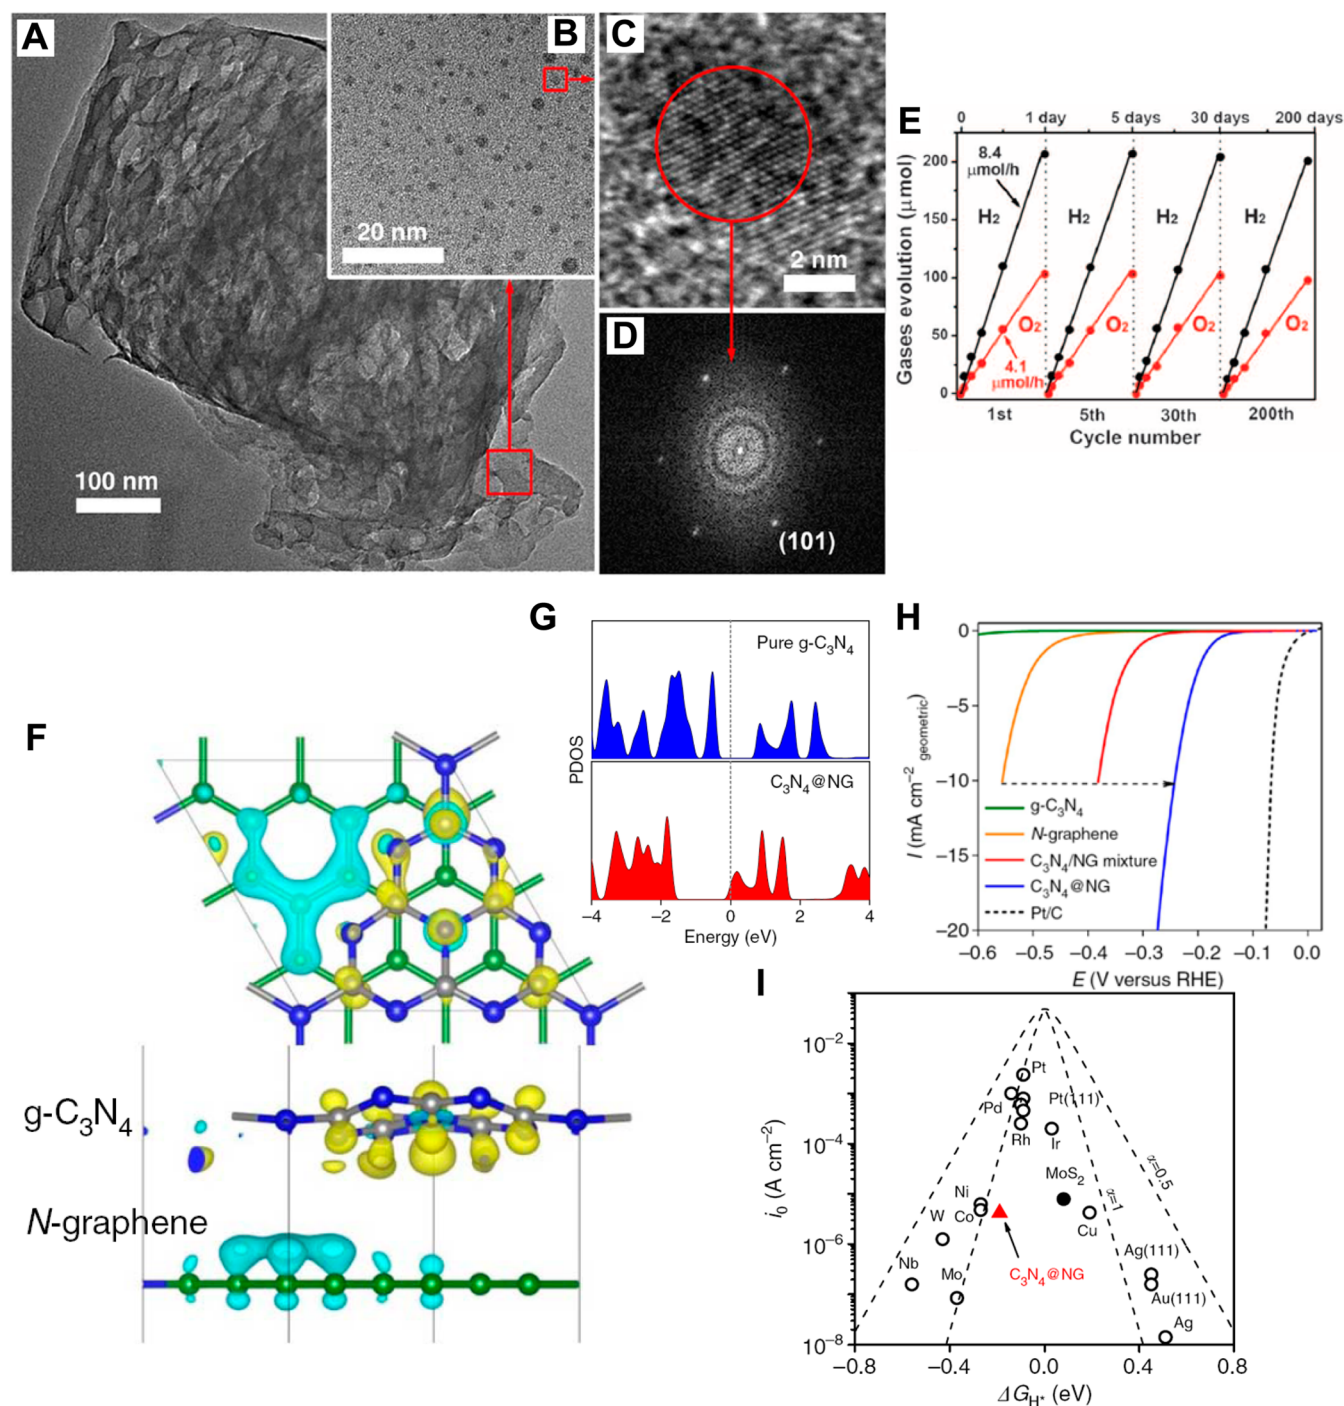 A
B
20 nm
100 nm
C
2 nm
D
(101)
E
0 1 day 5 days 30 days 200 days
Gases evolution (μmol)
200
150
100
50
0
8.4
μmol/h
H2 H2 H2 H2
O2 O2 O2 O2
4.1
μmol/h
1st 5th 30th 200th
Cycle number
F
g-C3N4
N-graphene
G
PDOS
Pure g-C3N4
C3N4@NG
−4 −2 0 2 4
Energy (eV)
H
I (mA cm−2 geometric)
0
−5
−10
−15
−20
g-C3N4
N-graphene
C3N4/NG mixture
C3N4@NG
Pt/C
−0.6 −0.5 −0.4 −0.3 −0.2 −0.1 0.0
E (V versus RHE)
I
i0 (A cm−2)
10−2
10−4
10−6
10−8
Pt
Pd
Pt(111)
Rh
Ir
α=0.5
α=1
MoS2
Ni
Co
W
Cu
Nb
Mo
C3N4@NG
Ag(111)
Au(111)
Ag
−0.8 −0.4 0.0 0.4 0.8
ΔGH* (eV)